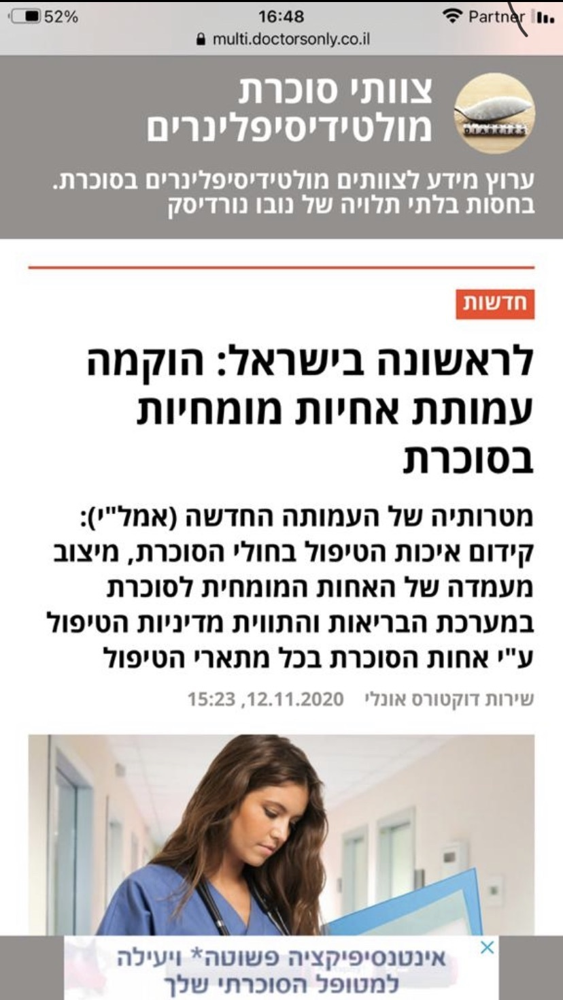 52%
16:48
Partner
multi.doctorsonly.co.il
צוותי סוכרת
מולטידיסיפלינרים
DIABETES
ערוץ מידע לצוותים מולטידיסיפלינרים בסוכרת.
בחסות בלתי תלויה של נובו נורדיסק
חדשות
לראשונה בישראל: הוקמה
עמותת אחיות מומחיות
בסוכרת
מטרותיה של העמותה החדשה (אמל"י):
קידום איכות הטיפול בחולי הסוכרת, מיצוב
מעמדה של האחות המומחית לסוכרת
במערכת הבריאות והתווית מדיניות הטיפול
ע"י אחות הסוכרת בכל מתארי הטיפול
שירות דוקטורס אונלי 12.11.2020, 15:23
אינטנסיפיקציה פשוטה* ויעילה
למטופל הסוכרתי שלך